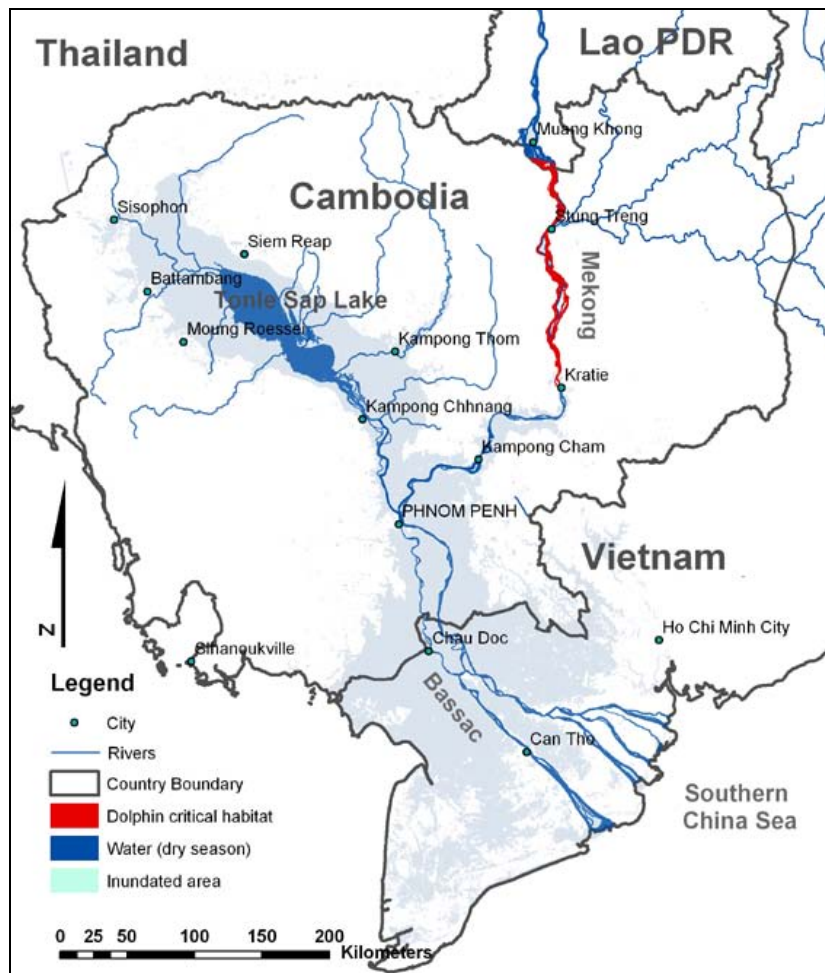 Thailand
Lao PDR
Muang Khong
Cambodia
Sisophon
Stung Treng
Siem Reap
Mekong
Battambang
Tonle Sap Lake
Moung Roessei
Kampong Thom
Kratie
Kampong Chhnang
Kampong Cham
PHNOM PENH
Vietnam
N
Chau Doc
Ho Chi Minh City
Sihanoukville
Bassac
Can Tho
Southern
China Sea
Legend
City
Rivers
Country Boundary
Dolphin critical habitat
Water (dry season)
Inundated area
0 25 50 100 150 200
Kilometers